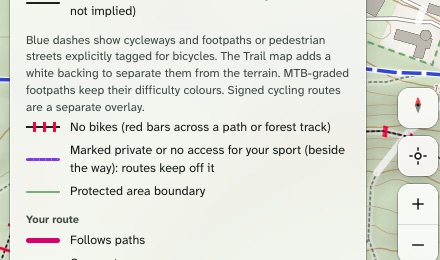 not implied)
Blue dashes show cycleways and footpaths or pedestrian
streets explicitly tagged for bicycles. The Trail map adds a
white backing to separate them from the terrain. MTB-graded
footpaths keep their difficulty colours. Signed cycling routes
are a separate overlay.
No bikes (red bars across a path or forest track)
Marked private or no access for your sport (beside
the way): routes keep off it
Protected area boundary
Your route
Follows paths